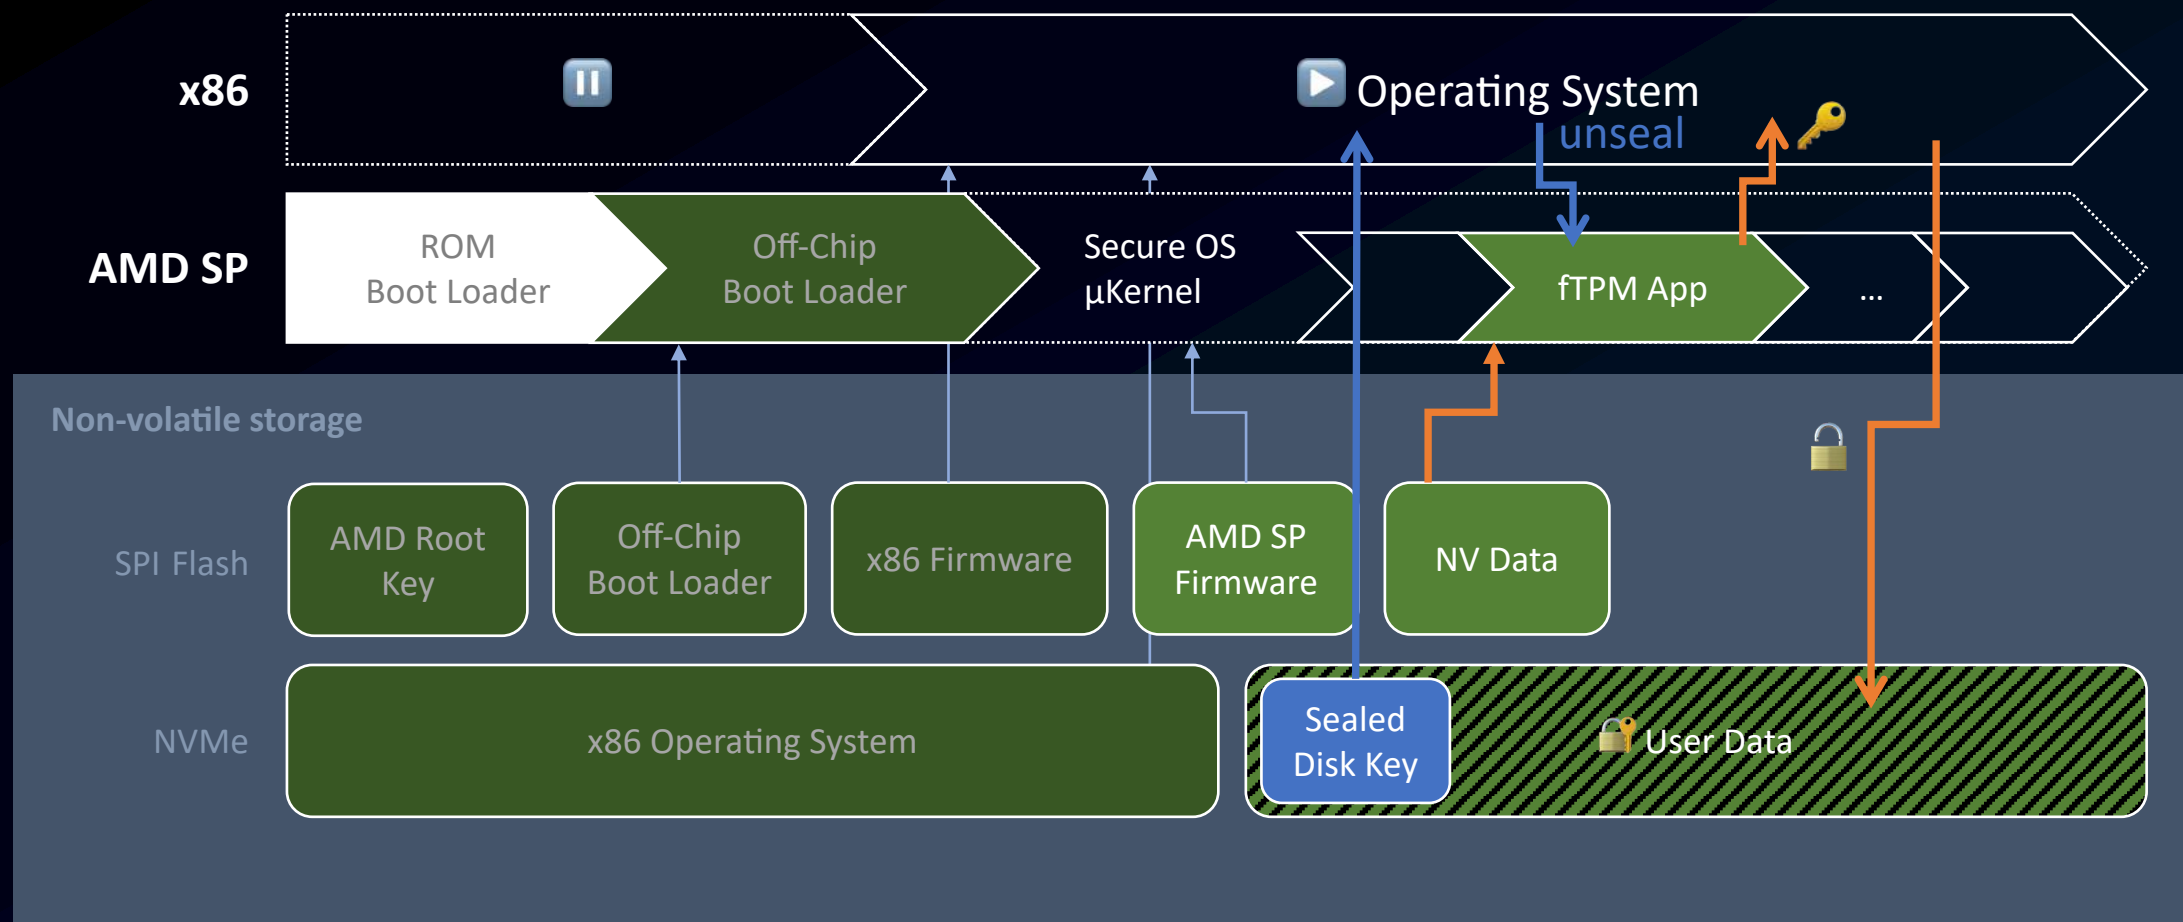 x86
Operating System
unseal
AMD SP
ROM
Boot Loader
Off-Chip
Boot Loader
Secure OS
µKernel
fTPM App
...
Non-volatile storage
SPI Flash
AMD Root
Key
Off-Chip
Boot Loader
x86 Firmware
AMD SP
Firmware
NV Data
NVMe
x86 Operating System
Sealed
Disk Key
User Data